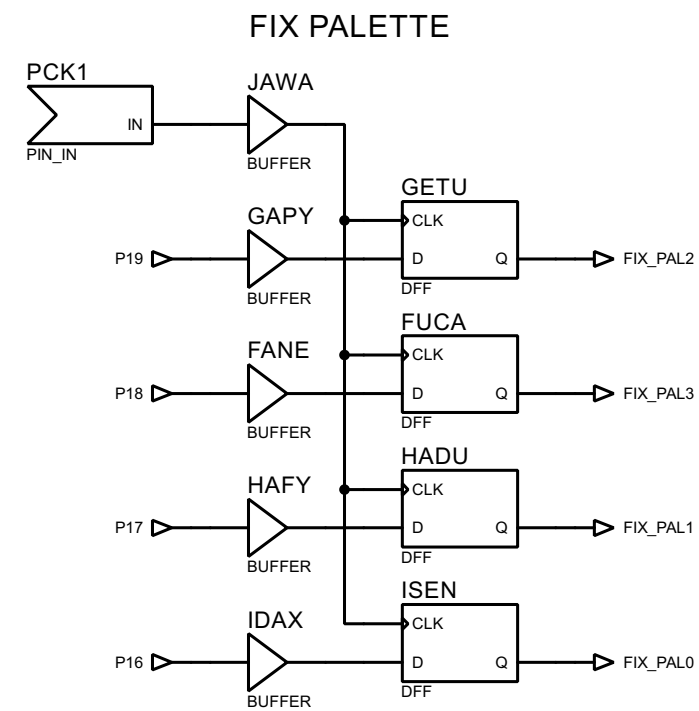 FIX PALETTE
PCK1
IN
PIN_IN
JAWA
BUFFER
GETU
CLK
D Q
DFF
P19
GAPY
BUFFER
FIX_PAL2
FUCA
CLK
D Q
DFF
P18
FANE
BUFFER
FIX_PAL3
HADU
CLK
D Q
DFF
P17
HAFY
BUFFER
FIX_PAL1
ISEN
CLK
D Q
DFF
P16
IDAX
BUFFER
FIX_PAL0